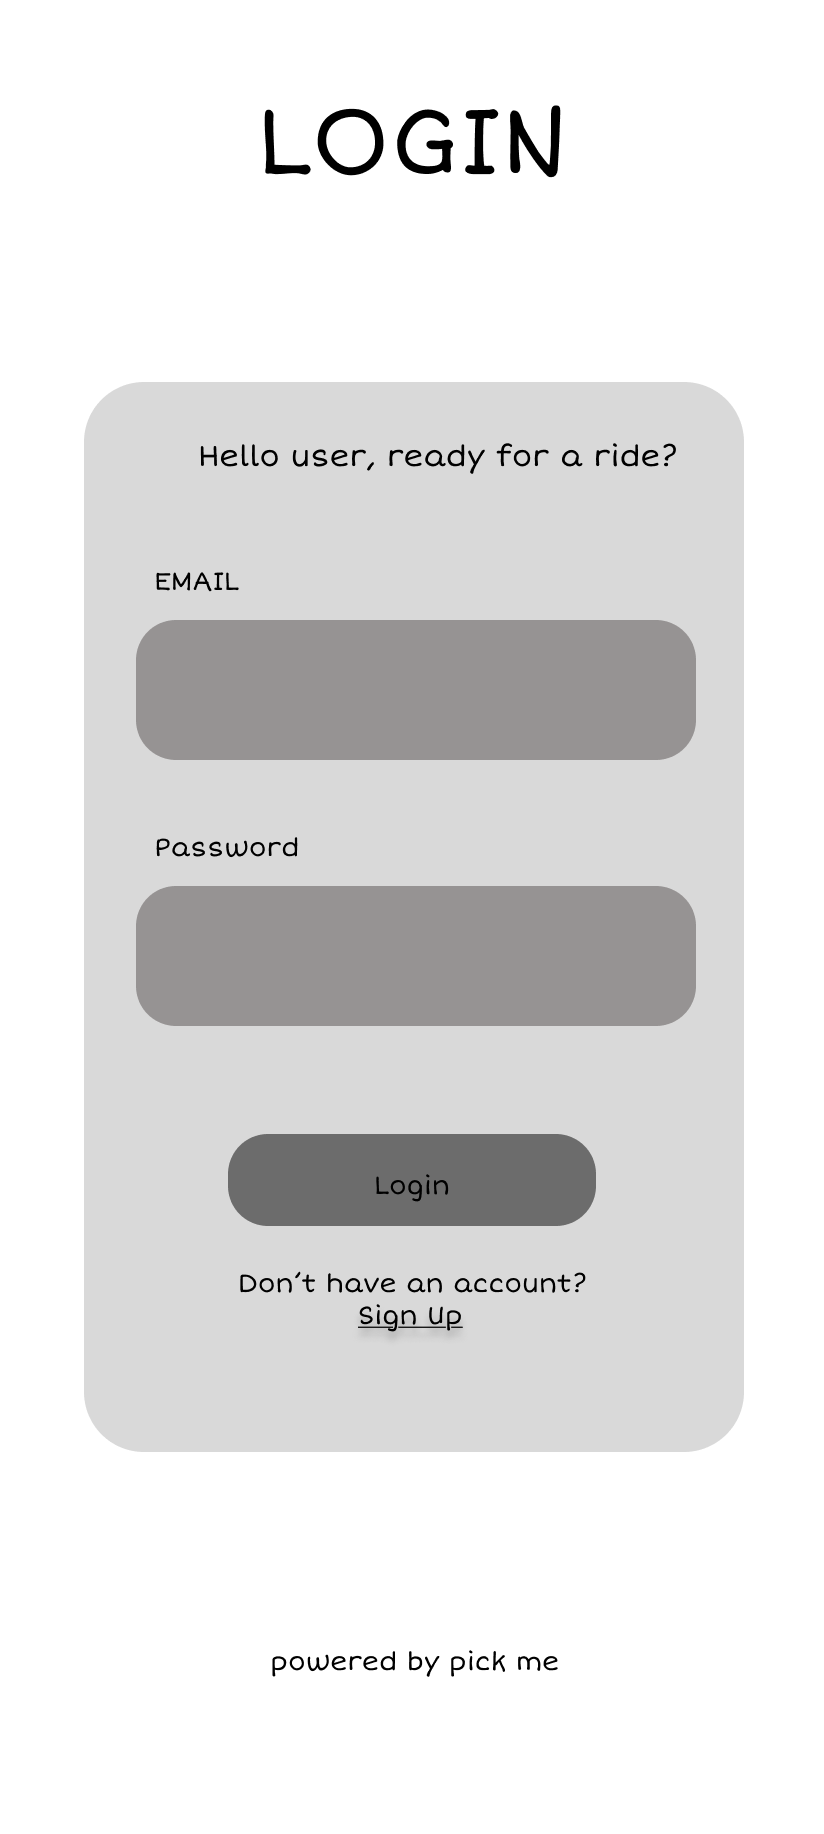 LOGIN
Hello user, ready for a ride?
EMAIL
Password
Login
Don't have an account?
Sign Up
powered by pick me